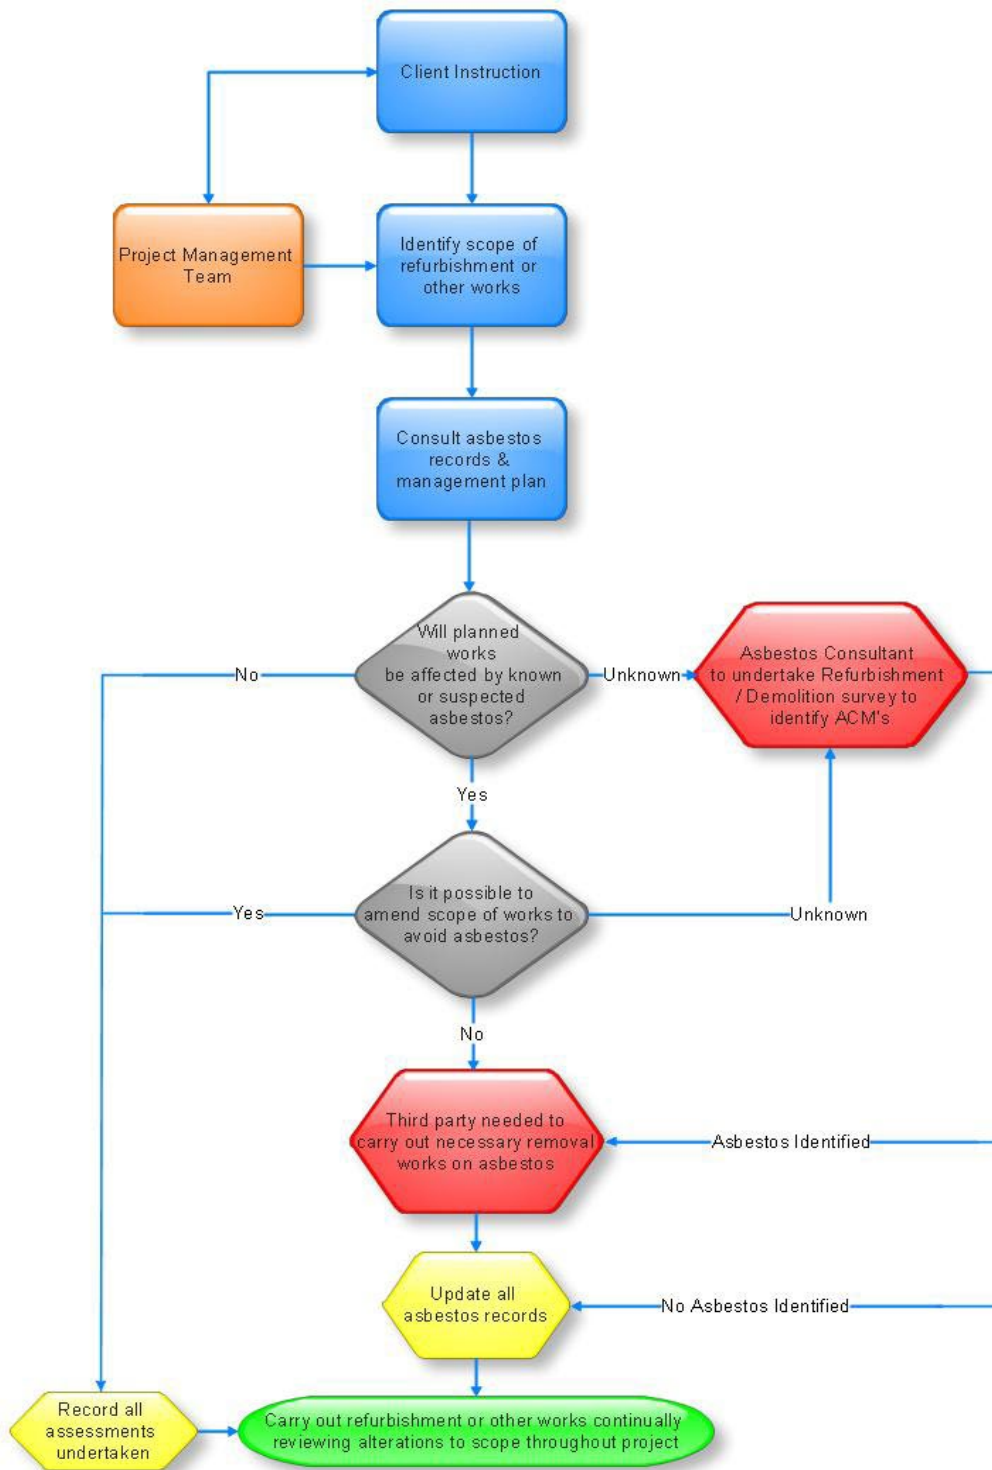 Client Instruction
Project Management
Team
Identify scope of
refurbishment or
other works
Consult asbestos
records &
management plan
Will planned
works
be affected by known
or suspected
asbestos?
No
Unknown
Asbestos Consultant
to undertake Refurbishment
/ Demolition survey to
identify ACM's
Yes
Is it possible to
amend scope of works to
avoid asbestos?
Yes
Unknown
No
Third party needed to
carry out necessary removal
works on asbestos
Asbestos Identified
Update all
asbestos records
No Asbestos Identified
Record all
assessments
undertaken
Carry out refurbishment or other works continually
reviewing alterations to scope throughout project